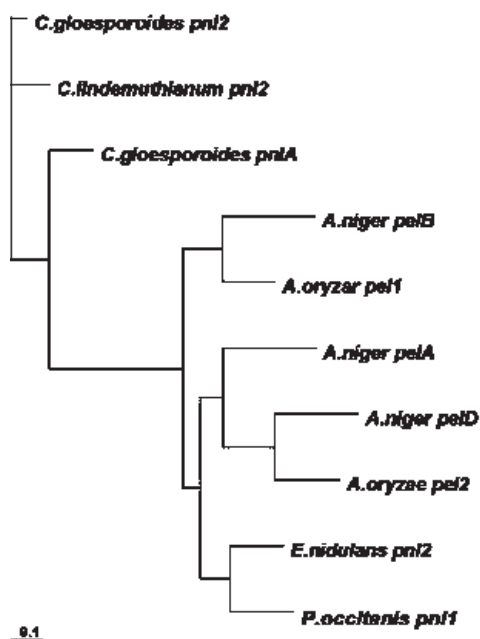 C.gloesporoides pnl2
C.lindemuthianum pnl2
C.gloesporoides pnlA
A.niger pelB
A.oryzar pel1
A.niger pelA
A.niger pelD
A.oryzae pel2
E.nidulans pnl2
P.occitanis pnl1
0.1